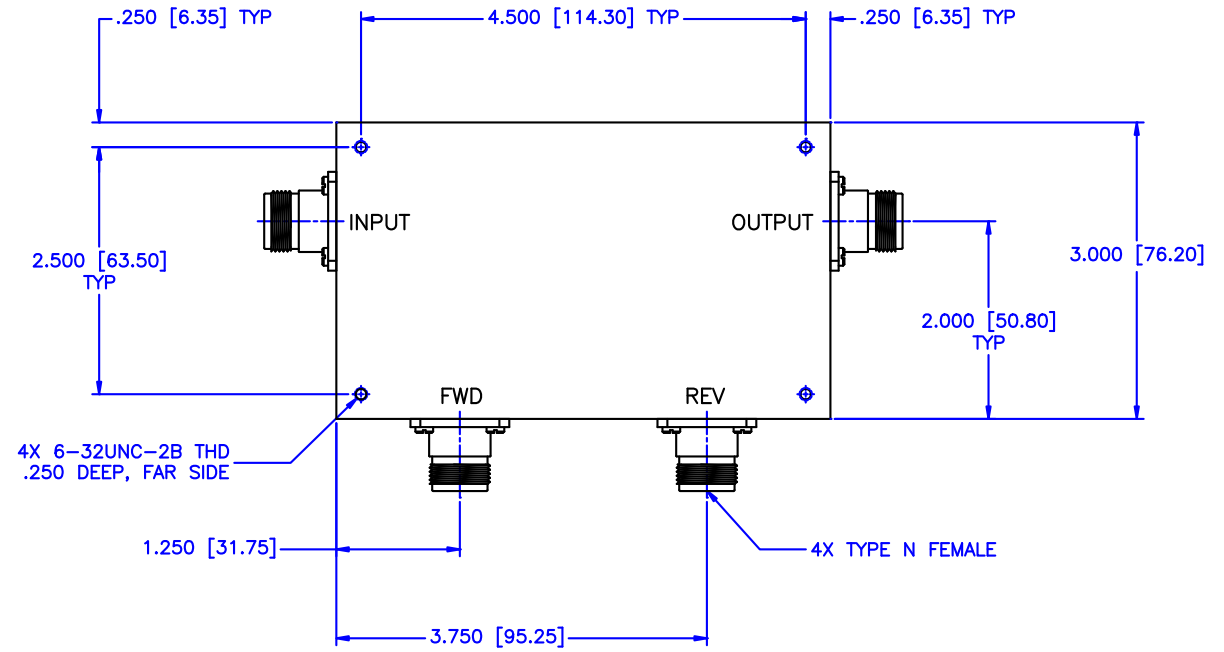 .250 [6.35] TYP
4.500 [114.30] TYP
.250 [6.35] TYP
INPUT
OUTPUT
2.500 [63.50]
TYP
3.000 [76.20]
2.000 [50.80]
TYP
FWD
REV
4X 6-32UNC-2B THD
.250 DEEP, FAR SIDE
1.250 [31.75]
4X TYPE N FEMALE
3.750 [95.25]